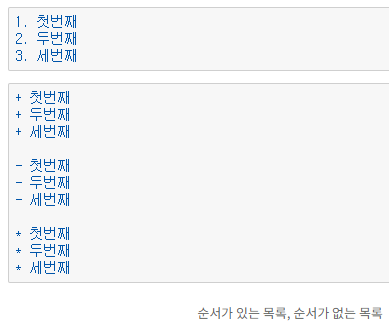 1. 첫번째
2. 두번째
3. 세번째
+ 첫번째
+ 두번째
+ 세번째
- 첫번째
- 두번째
- 세번째
* 첫번째
* 두번째
* 세번째
순서가 있는 목록, 순서가 없는 목록